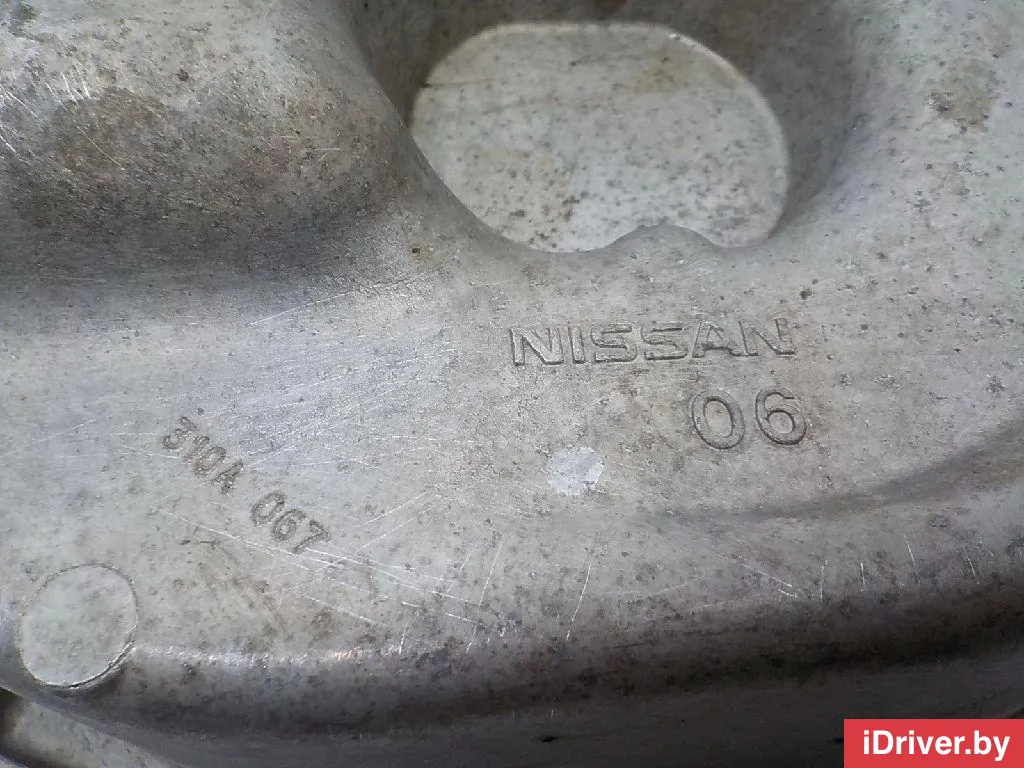 NISSAN
06
310A 067
iDriver.by